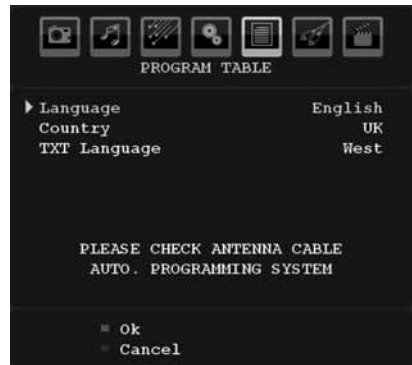 PROGRAM TABLE
Language English
Country UK
TXT Language West
PLEASE CHECK ANTENNA CABLE
AUTO. PROGRAMMING SYSTEM
Ok
Cancel